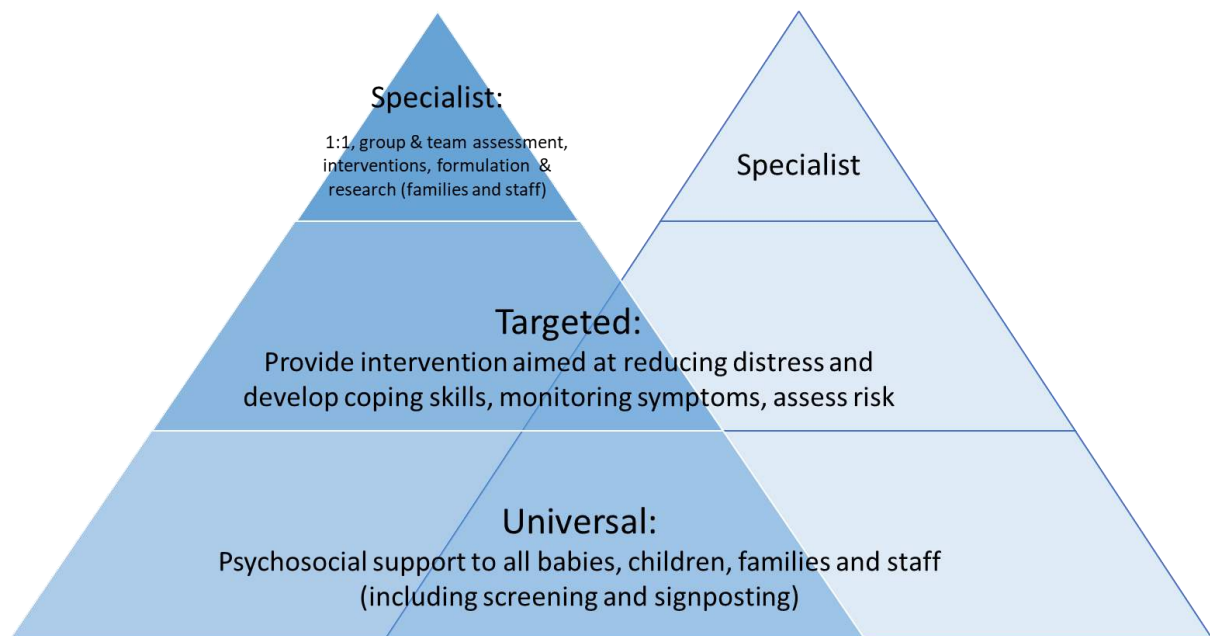 Specialist:
1:1, group & team assessment,
interventions, formulation &
research (families and staff)
Specialist
Targeted:
Provide intervention aimed at reducing distress and
develop coping skills, monitoring symptoms, assess risk
Universal:
Psychosocial support to all babies, children, families and staff
(including screening and signposting)